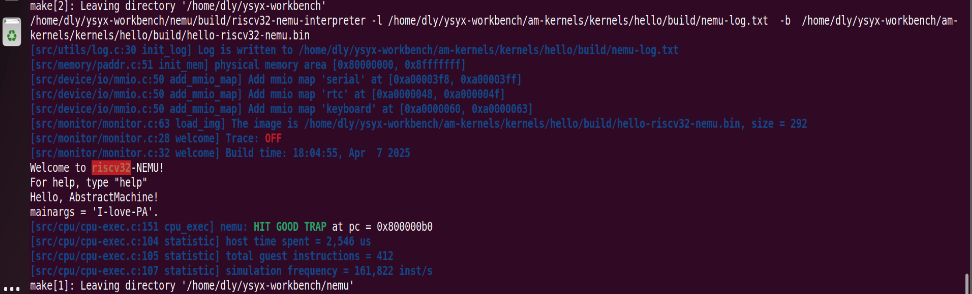 make[2]: Leaving directory '/home/dly/ysyx-workbench'
/home/dly/ysyx-workbench/nemu/build/riscv32-nemu-interpreter -l /home/dly/ysyx-workbench/am-kernels/kernels/hello/build/nemu-log.txt  -b  /home/dly/ysyx-workbench/am-
kernels/kernels/hello/build/hello-riscv32-nemu.bin
[src/utils/log.c:30 init_log] Log is written to /home/dly/ysyx-workbench/am-kernels/kernels/hello/build/nemu-log.txt
[src/memory/paddr.c:51 init_mem] physical memory area [0x80000000, 0x8fffffff]
[src/device/io/mmio.c:50 add_mmio_map] Add mmio map 'serial' at [0xa00003f8, 0xa00003ff]
[src/device/io/mmio.c:50 add_mmio_map] Add mmio map 'rtc' at [0xa0000048, 0xa000004f]
[src/device/io/mmio.c:50 add_mmio_map] Add mmio map 'keyboard' at [0xa0000060, 0xa0000063]
[src/monitor/monitor.c:63 load_img] The image is /home/dly/ysyx-workbench/am-kernels/kernels/hello/build/hello-riscv32-nemu.bin, size = 292
[src/monitor/monitor.c:28 welcome] Trace: OFF
[src/monitor/monitor.c:32 welcome] Build time: 18:04:55, Apr  7 2025
Welcome to riscv32-NEMU!
For help, type "help"
Hello, AbstractMachine!
mainargs = 'I-love-PA'.
[src/cpu/cpu-exec.c:151 cpu_exec] nemu: HIT GOOD TRAP at pc = 0x800000b0
[src/cpu/cpu-exec.c:104 statistic] host time spent = 2,546 us
[src/cpu/cpu-exec.c:105 statistic] total guest instructions = 412
[src/cpu/cpu-exec.c:107 statistic] simulation frequency = 161,822 inst/s
make[1]: Leaving directory '/home/dly/ysyx-workbench/nemu'